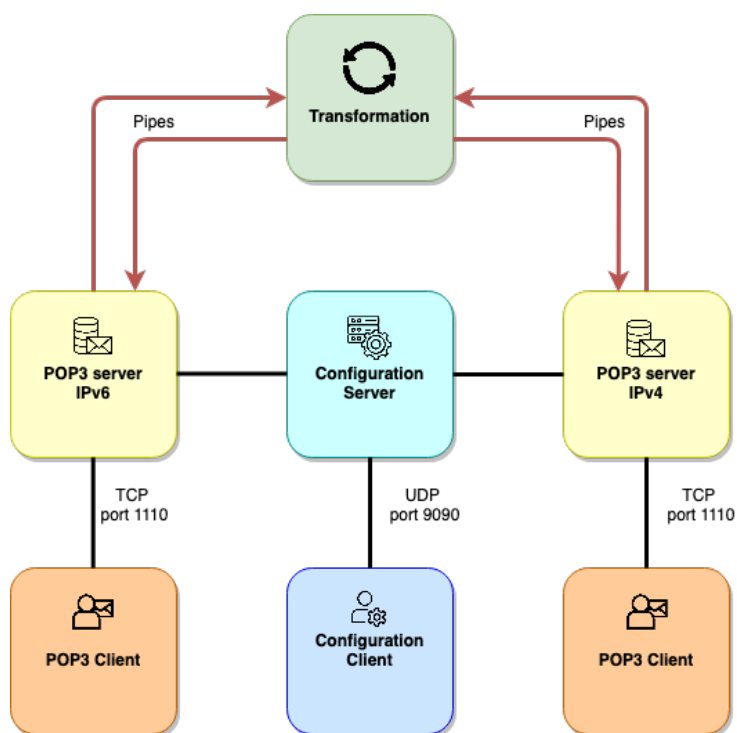 Transformation
Pipes
Pipes
POP3 server
IPv6
Configuration
Server
POP3 server
IPv4
TCP
port 1110
UDP
port 9090
TCP
port 1110
POP3 Client
Configuration
Client
POP3 Client